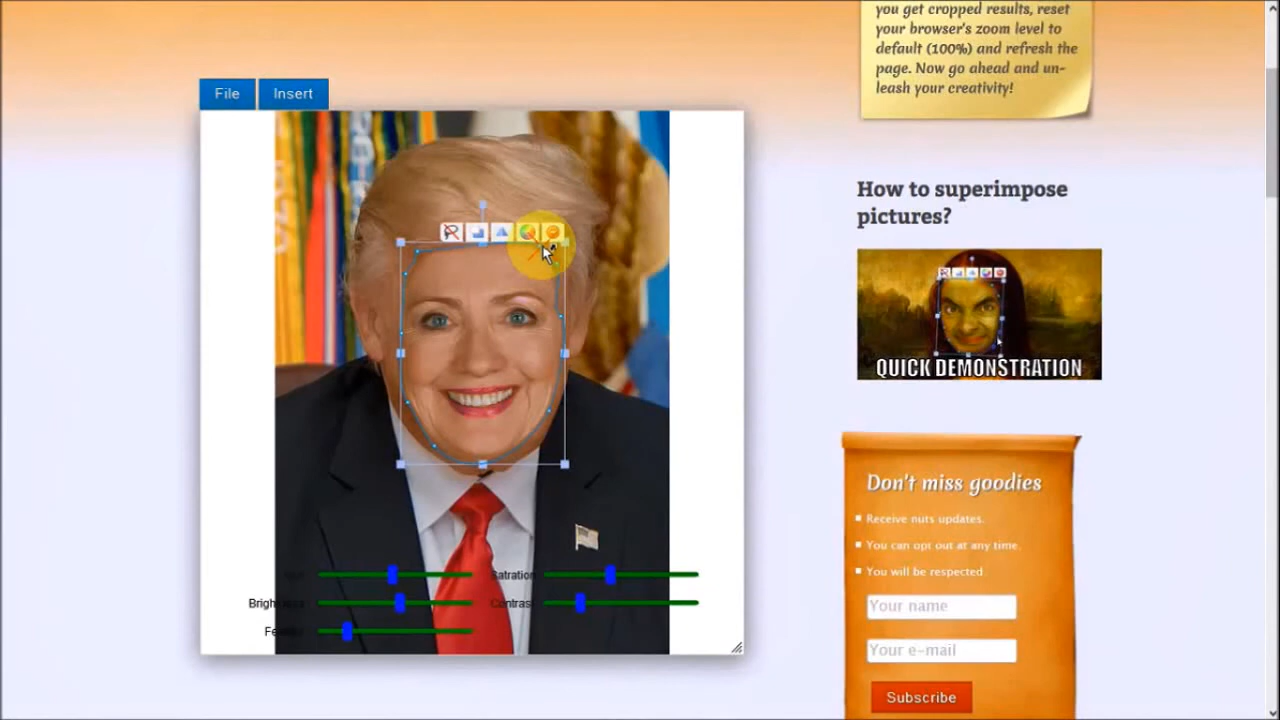 you get cropped results, reset
your browser's zoom level to
default (100%) and refresh the
page. Now go ahead and un-
leash your creativity!
File
Insert
How to superimpose
pictures?
QUICK DEMONSTRATION
Don't miss goodies
Receive nuts updates.
You can opt out at any time.
You will be respected.
Your name
Your e-mail
Subscribe
Satration
Contrast